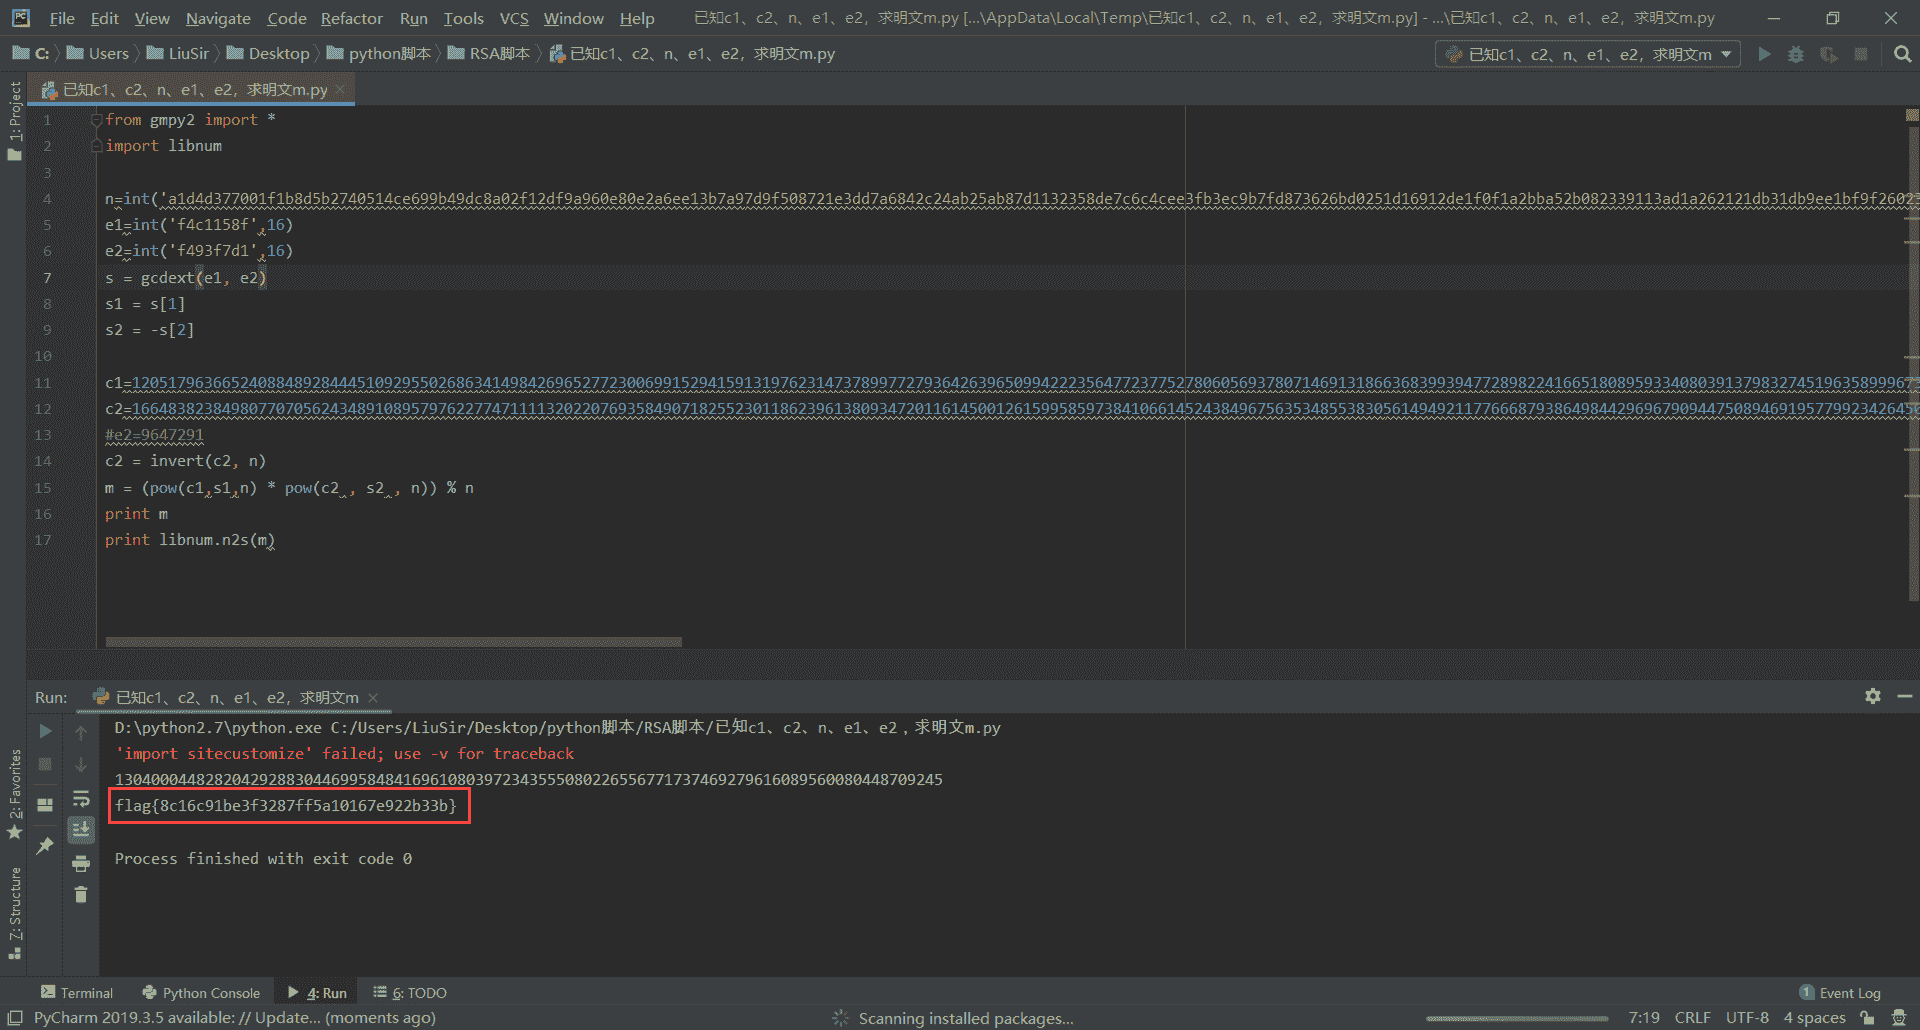 File Edit View Navigate Code Refactor Run Tools VCS Window Help 已知c1、c2、n、e1、e2，求明文m.py [...\AppData\Local\Temp\已知c1、c2、n、e1、e2，求明文m.py] - ...\已知c1、c2、n、e1、e2，求明文m.py
C: Users LiuSir Desktop python脚本 RSA脚本 已知c1、c2、n、e1、e2，求明文m.py 已知c1、c2、n、e1、e2，求明文m
已知c1、c2、n、e1、e2，求明文m.py
1: Project
1 from gmpy2 import *
2 import libnum
3
4 n=int('a1d4d377001f1b8d5b2740514ce699b49dc8a02f12df9a960e80e2a6ee13b7a97d9f508721e3dd7a6842c24ab25ab87d1132358de7c6c4cee3fb3ec9b7fd873626bd0251d16912de1f0f1a2bba52b082339113ad1a262121db31db9ee1bf9f2602
5 e1=int('f4c1158f',16)
6 e2=int('f493f7d1',16)
7 s = gcdext(e1, e2)
8 s1 = s[1]
9 s2 = -s[2]
10
11 c1=
12 c2=
13 #e2=9647291
14 c2 = invert(c2, n)
15 m = (pow(c1,s1,n) * pow(c2 , s2 , n)) % n
16 print m
17 print libnum.n2s(m)
Run: 已知c1、c2、n、e1、e2，求明文m
D:\python2.7\python.exe C:/Users/LiuSir/Desktop/python脚本/RSA脚本/已知c1、c2、n、e1、e2，求明文m.py
'import sitecustomize' failed; use -v for traceback
13040004482820429288304469958484169610803972343555080226556771737469279616089560080448709245
flag{8c16c91be3f3287ff5a10167e922b33b}
Process finished with exit code 0
2: Favorites
7: Structure
Terminal Python Console 4: Run 6: TODO 1 Event Log
PyCharm 2019.3.5 available: // Update... (moments ago) Scanning installed packages... 7:19 CRLF UTF-8 4 spaces